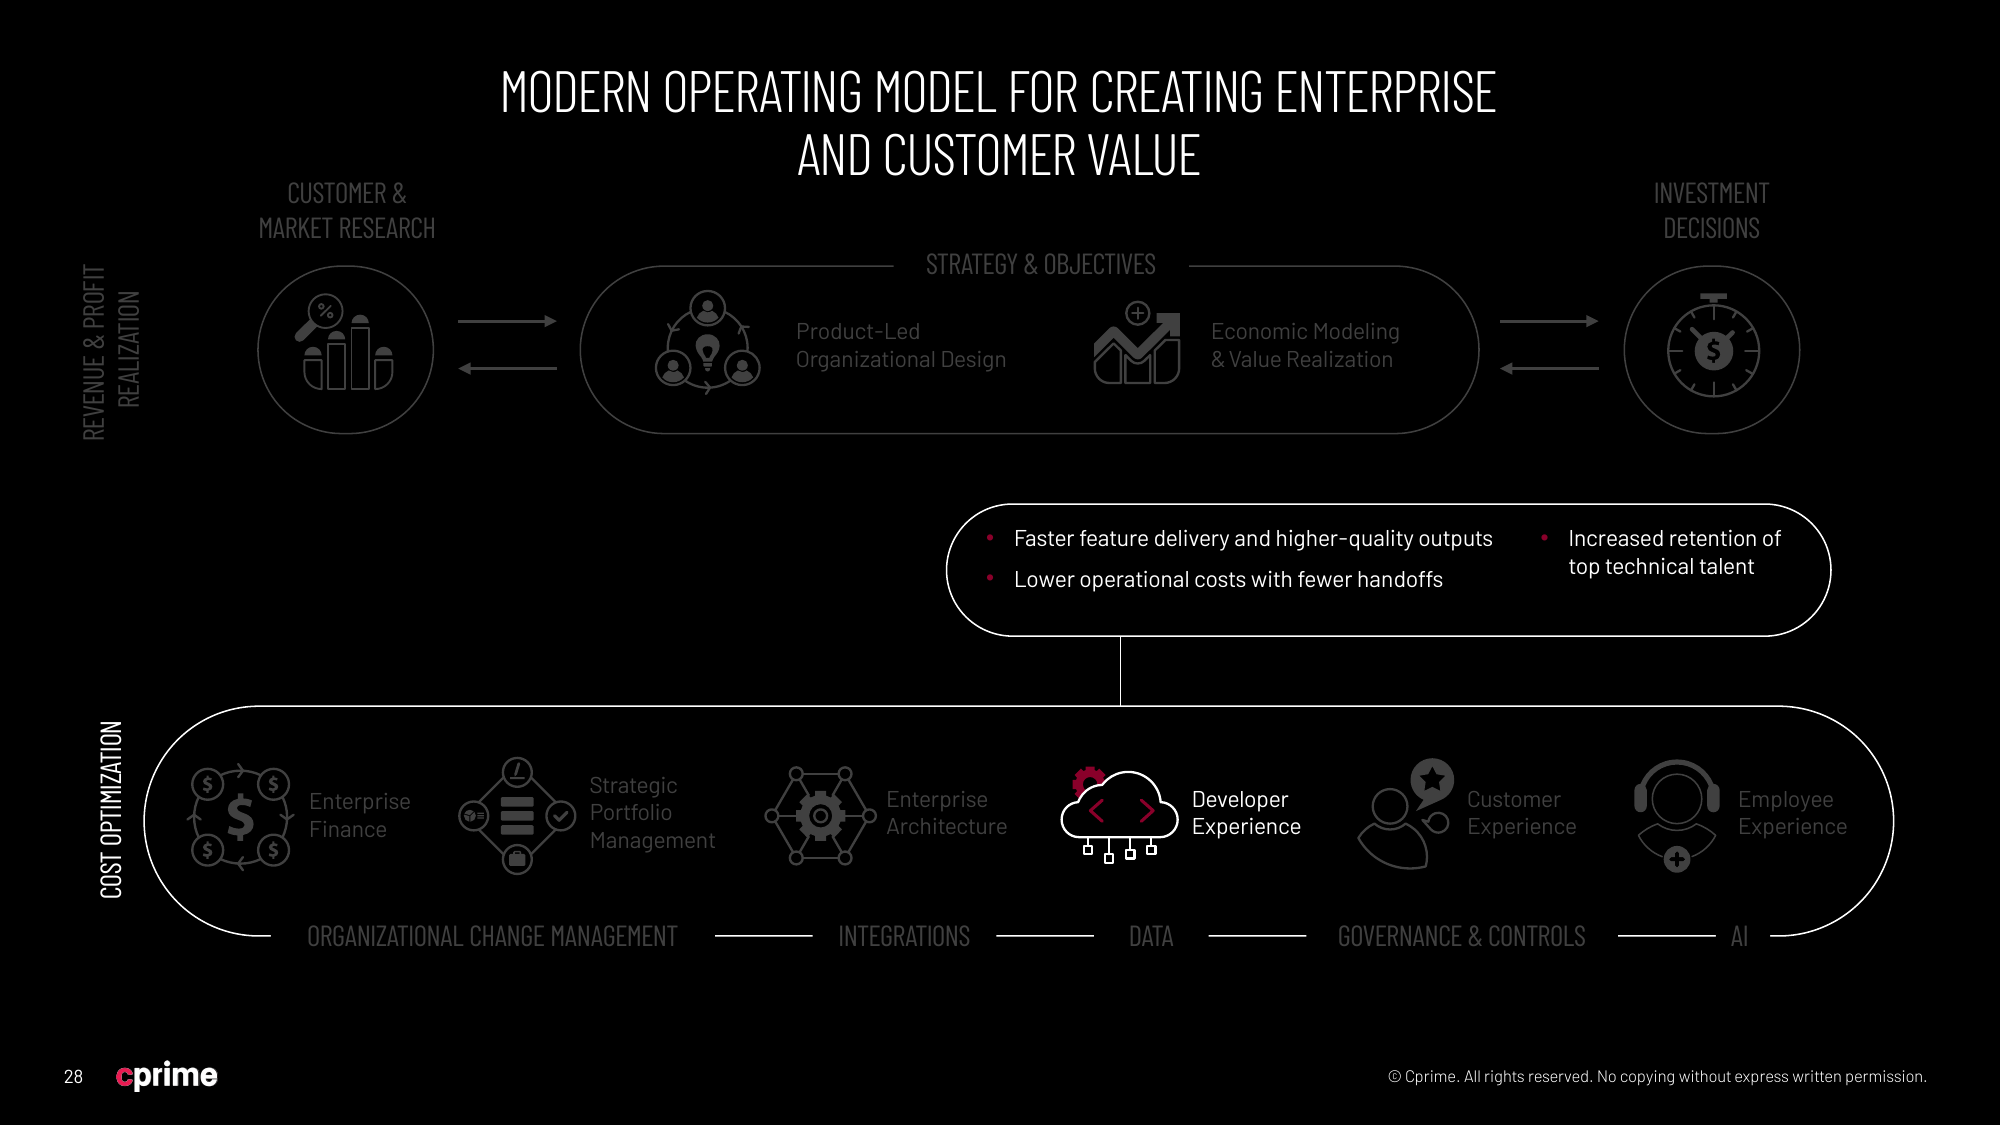 MODERN OPERATING MODEL FOR CREATING ENTERPRISE
AND CUSTOMER VALUE
CUSTOMER &
MARKET RESEARCH
INVESTMENT
DECISIONS
REVENUE & PROFIT
REALIZATION
STRATEGY & OBJECTIVES
%
Product-Led
Organizational Design
Economic Modeling
& Value Realization
$
• Faster feature delivery and higher-quality outputs
• Lower operational costs with fewer handoffs
• Increased retention of
top technical talent
COST OPTIMIZATION
$ $
$
$ $
Enterprise
Finance
Strategic
Portfolio
Management
Enterprise
Architecture
< >
Developer
Experience
Customer
Experience
Employee
Experience
ORGANIZATIONAL CHANGE MANAGEMENT
INTEGRATIONS
DATA
GOVERNANCE & CONTROLS
AI
28
cprime
© Cprime. All rights reserved. No copying without express written permission.